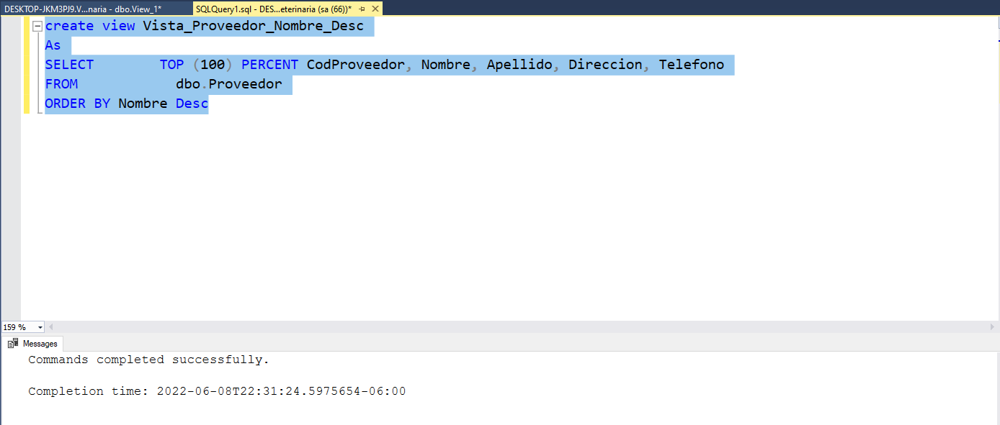 DESKTOP-JKM3PJ9.V...naria - dbo.View_1* SQLQuery1.sql - DES...eterinaria (sa (66))*
create view Vista_Proveedor_Nombre_Desc
As
SELECT TOP (100) PERCENT CodProveedor, Nombre, Apellido, Direccion, Telefono
FROM dbo.Proveedor
ORDER BY Nombre Desc
159 %
Messages
Commands completed successfully.
Completion time: 2022-06-08T22:31:24.5975654-06:00